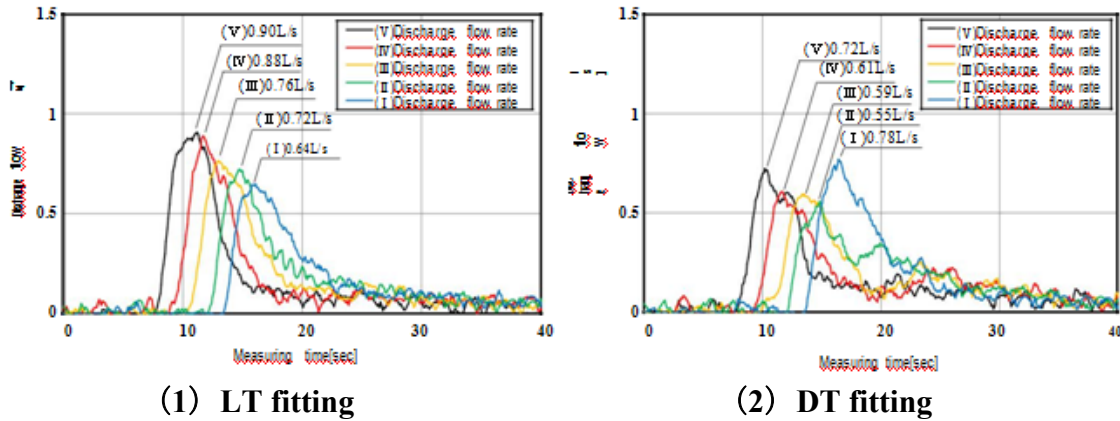 1.5
(Ⅴ)0.90L/s
(Ⅳ)0.88L/s
(Ⅲ)0.76L/s
(Ⅱ)0.72L/s
(Ⅰ)0.64L/s
(Ⅴ)Discharge flow rate
(Ⅳ)Discharge flow rate
(Ⅲ)Discharge flow rate
(Ⅱ)Discharge flow rate
(Ⅰ)Discharge flow rate
1
Discharge flow
0.5
0
0 10 20 30 40
Measuring time[sec]
(1) LT fitting
1.5
(Ⅴ)0.72L/s
(Ⅳ)0.61L/s
(Ⅲ)0.59L/s
(Ⅱ)0.55L/s
(Ⅰ)0.78L/s
(Ⅴ)Discharge flow rate
(Ⅳ)Discharge flow rate
(Ⅲ)Discharge flow rate
(Ⅱ)Discharge flow rate
(Ⅰ)Discharge flow rate
1
0.5
0
0 10 20 30 40
Measuring time[sec]
(2) DT fitting